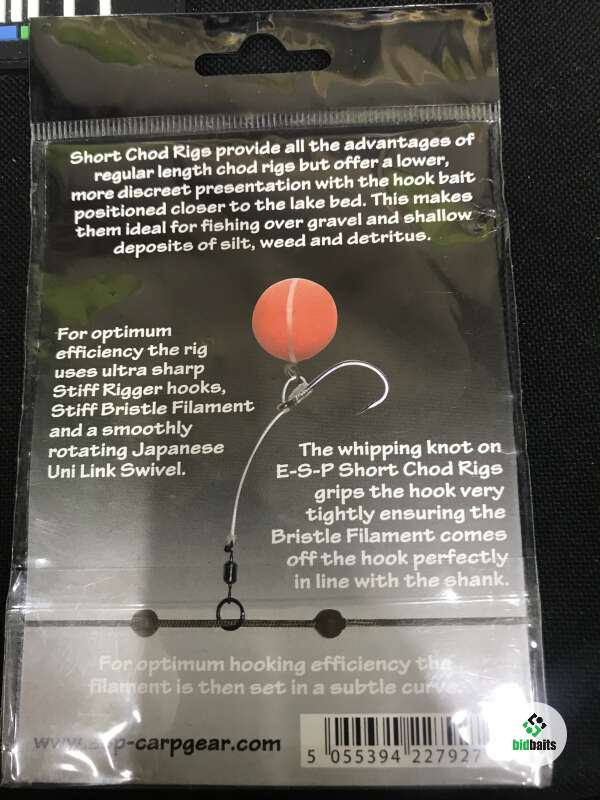 Short Chod Rigs provide all the advantages of
regular length chod rigs but offer a lower,
more discreet presentation with the hook bait
positioned closer to the lake bed. This makes
them ideal for fishing over gravel and shallow
deposits of silt, weed and detritus.
For optimum
efficiency the rig
uses ultra sharp
Stiff Rigger hooks,
Stiff Bristle Filament
and a smoothly
rotating Japanese
Uni Link Swivel.
The whipping knot on
E-S-P Short Chod Rigs
grips the hook very
tightly ensuring the
Bristle Filament comes
off the hook perfectly
in line with the shank.
For optimum hooking efficiency the
filament is then set in a subtle curve.
www.esp-carpgear.com
5 055394 227927
bidbaits